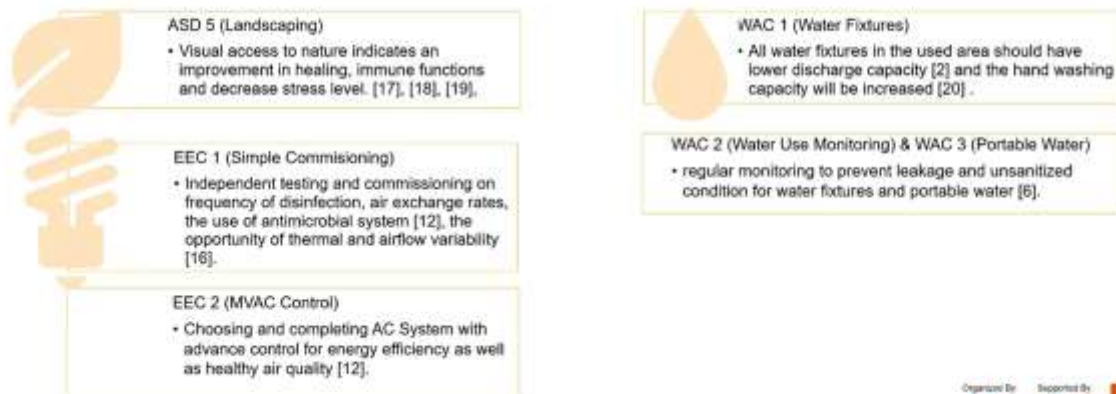 ASD 5 (Landscaping)
• Visual access to nature indicates an
improvement in healing, immune functions
and decrease stress level. [17], [18], [19],
EEC 1 (Simple Commisioning)
• Independent testing and commissioning on
frequency of disinfection, air exchange rates,
the use of antimicrobial system [12], the
opportunity of thermal and airflow variability
[16].
EEC 2 (MVAC Control)
• Choosing and completing AC System with
advance control for energy efficiency as well
as healthy air quality [12].
WAC 1 (Water Fixtures)
• All water fixtures in the used area should have
lower discharge capacity [2] and the hand washing
capacity will be increased [20] .
WAC 2 (Water Use Monitoring) & WAC 3 (Portable Water)
• regular monitoring to prevent leakage and unsanitized
condition for water fixtures and portable water [6].
Organized By
Supported By